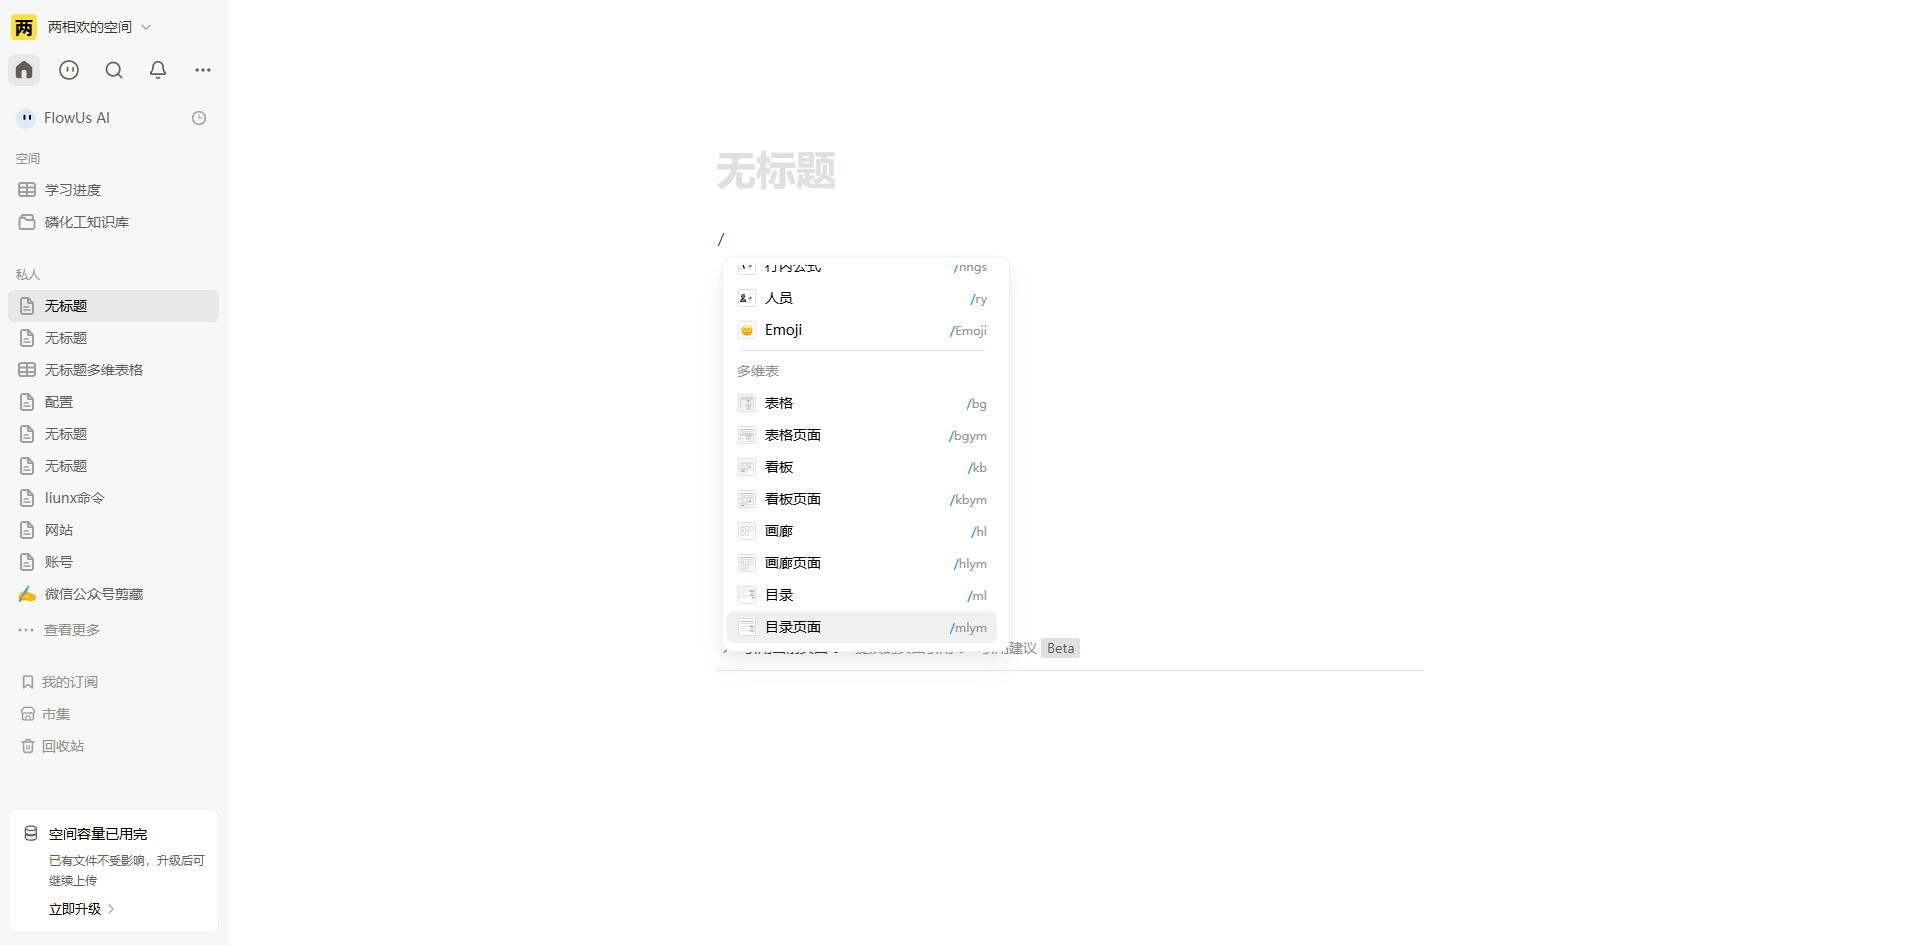 两 两相欢的空间
FlowUs AI
空间
学习进度
磷化工知识库
私人
无标题
无标题
无标题多维表格
配置
无标题
无标题
liunx命令
网站
账号
微信公众号剪藏
查看更多
我的订阅
市集
回收站
空间容量已用完
已有文件不受影响，升级后可
继续上传
立即升级
无标题
/
行内公式 /hngs
人员 /ry
Emoji /Emoji
多维表
表格 /bg
表格页面 /bgym
看板 /kb
看板页面 /kbym
画廊 /hl
画廊页面 /hlym
目录 /ml
目录页面 /mlym
建议 Beta